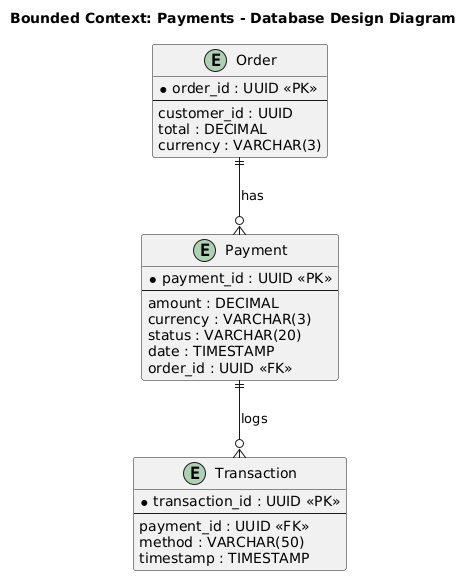 Bounded Context: Payments - Database Design Diagram
E Order
* order_id : UUID «PK»
customer_id : UUID
total : DECIMAL
currency : VARCHAR(3)
has
E Payment
* payment_id : UUID «PK»
amount : DECIMAL
currency : VARCHAR(3)
status : VARCHAR(20)
date : TIMESTAMP
order_id : UUID «FK»
logs
E Transaction
* transaction_id : UUID «PK»
payment_id : UUID «FK»
method : VARCHAR(50)
timestamp : TIMESTAMP